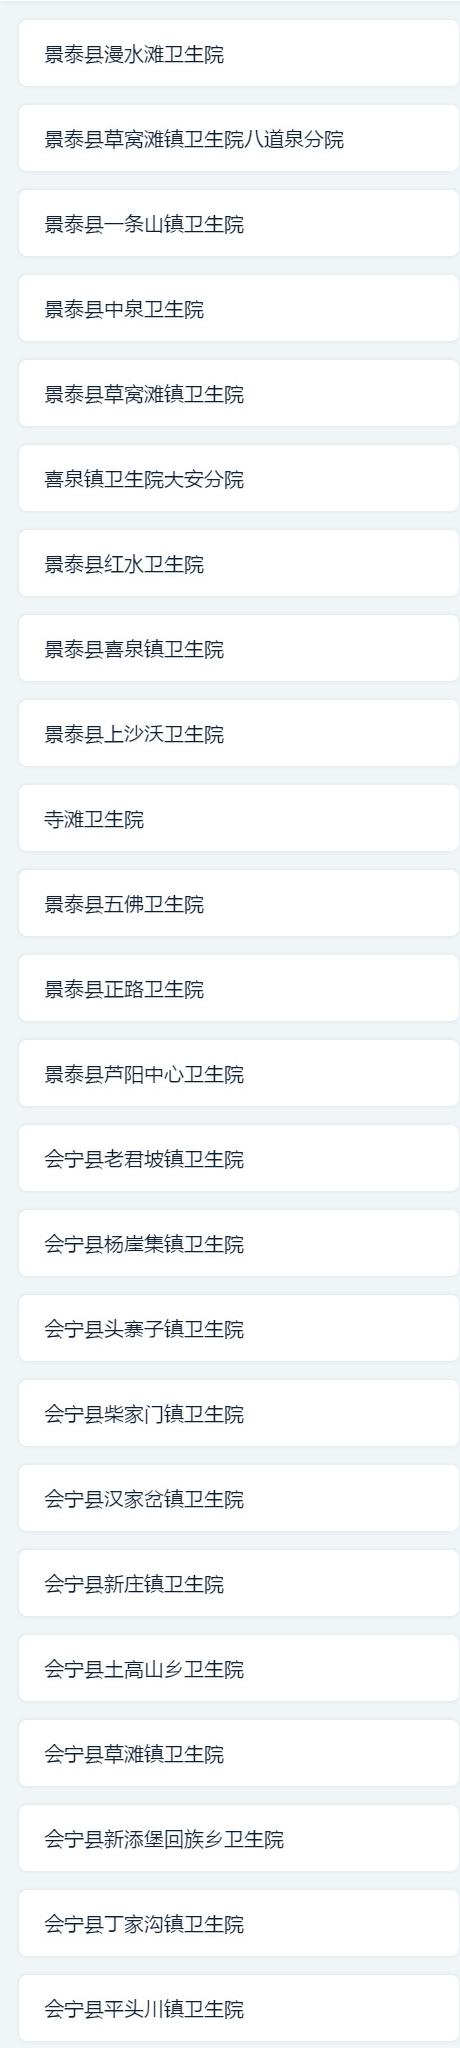 景泰县漫水滩卫生院
景泰县草窝滩镇卫生院八道泉分院
景泰县一条山镇卫生院
景泰县中泉卫生院
景泰县草窝滩镇卫生院
喜泉镇卫生院大安分院
景泰县红水卫生院
景泰县喜泉镇卫生院
景泰县上沙沃卫生院
寺滩卫生院
景泰县五佛卫生院
景泰县正路卫生院
景泰县芦阳中心卫生院
会宁县老君坡镇卫生院
会宁县杨崖集镇卫生院
会宁县头寨子镇卫生院
会宁县柴家门镇卫生院
会宁县汉家岔镇卫生院
会宁县新庄镇卫生院
会宁县土高山乡卫生院
会宁县草滩镇卫生院
会宁县新添堡回族乡卫生院
会宁县丁家沟镇卫生院
会宁县平头川镇卫生院